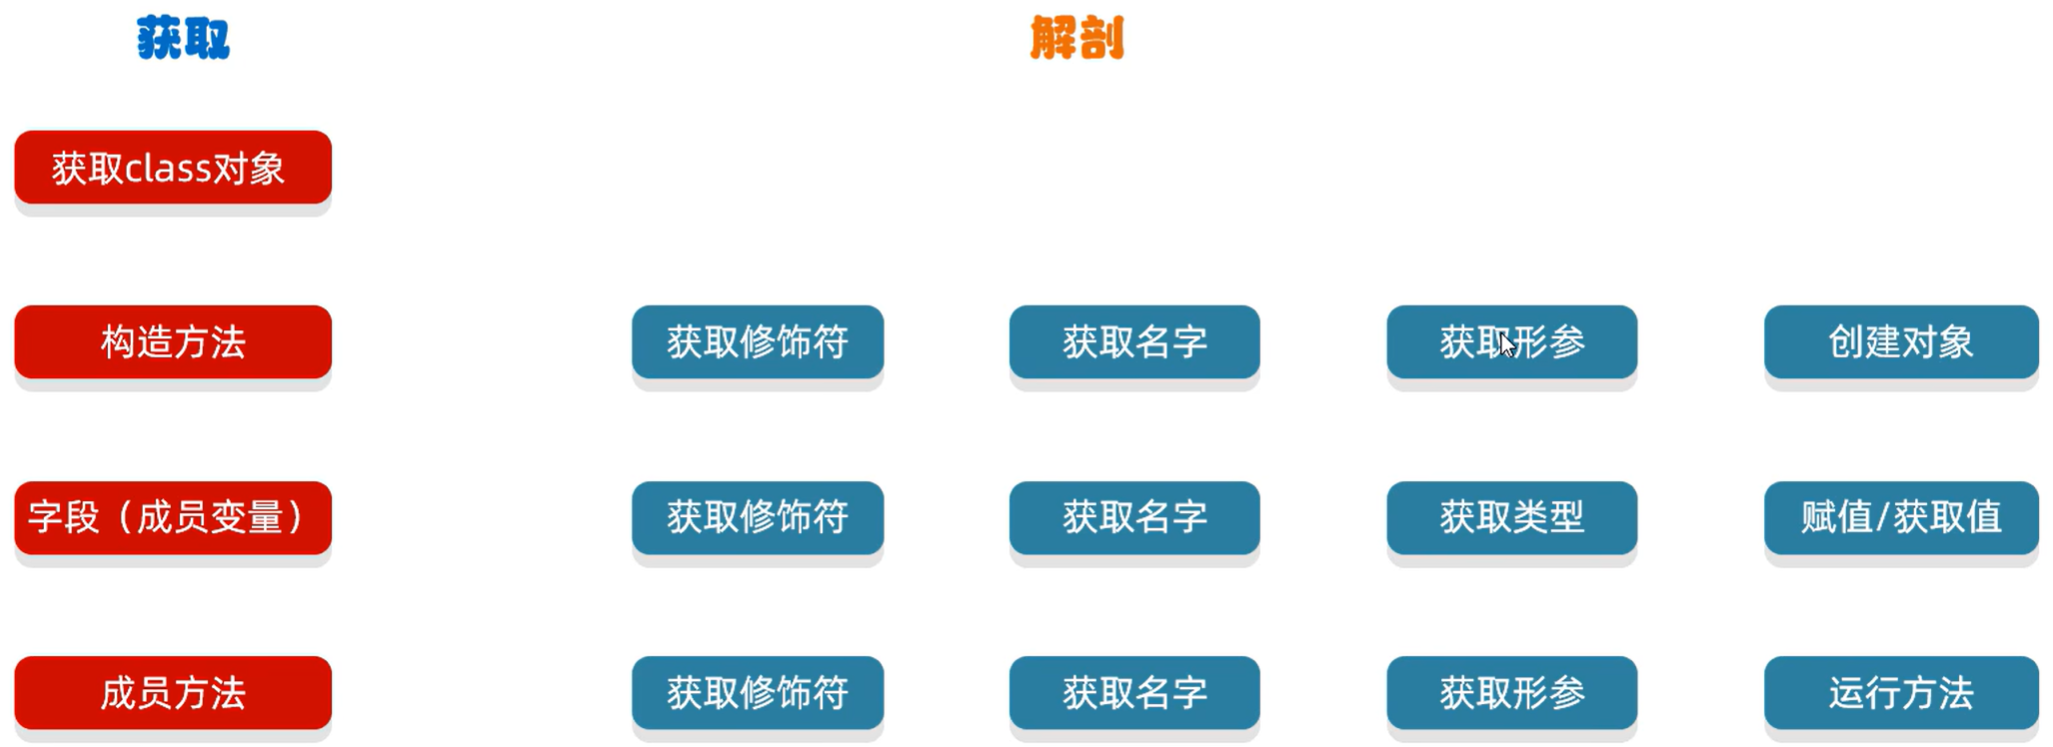 获取 解剖
获取class对象
构造方法 获取修饰符 获取名字 获取形参 创建对象
字段（成员变量） 获取修饰符 获取名字 获取类型 赋值/获取值
成员方法 获取修饰符 获取名字 获取形参 运行方法